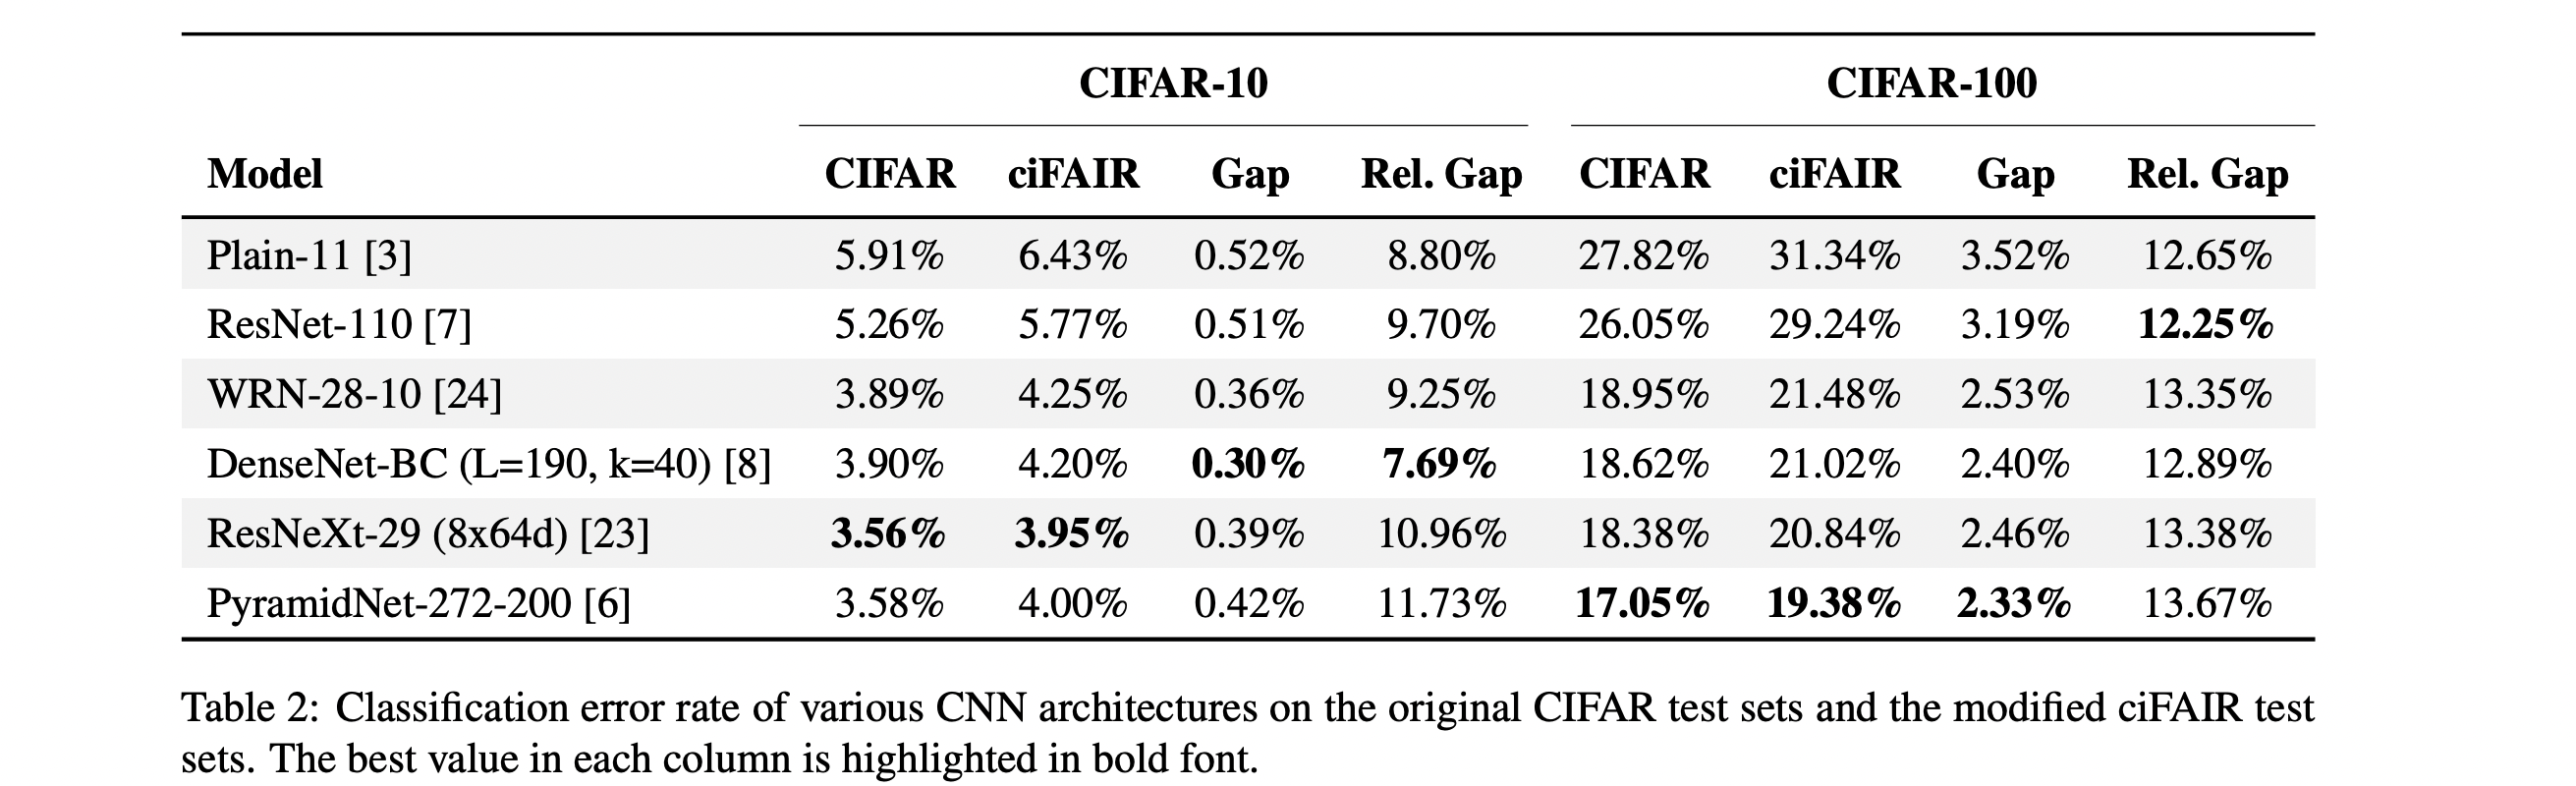 CIFAR-10 CIFAR-100
Model CIFAR ciFAIR Gap Rel. Gap CIFAR ciFAIR Gap Rel. Gap
Plain-11 [3] 5.91% 6.43% 0.52% 8.80% 27.82% 31.34% 3.52% 12.65%
ResNet-110 [7] 5.26% 5.77% 0.51% 9.70% 26.05% 29.24% 3.19% 12.25%
WRN-28-10 [24] 3.89% 4.25% 0.36% 9.25% 18.95% 21.48% 2.53% 13.35%
DenseNet-BC (L=190, k=40) [8] 3.90% 4.20% 0.30% 7.69% 18.62% 21.02% 2.40% 12.89%
ResNeXt-29 (8x64d) [23] 3.56% 3.95% 0.39% 10.96% 18.38% 20.84% 2.46% 13.38%
PyramidNet-272-200 [6] 3.58% 4.00% 0.42% 11.73% 17.05% 19.38% 2.33% 13.67%
Table 2: Classification error rate of various CNN architectures on the original CIFAR test sets and the modified ciFAIR test
sets. The best value in each column is highlighted in bold font.